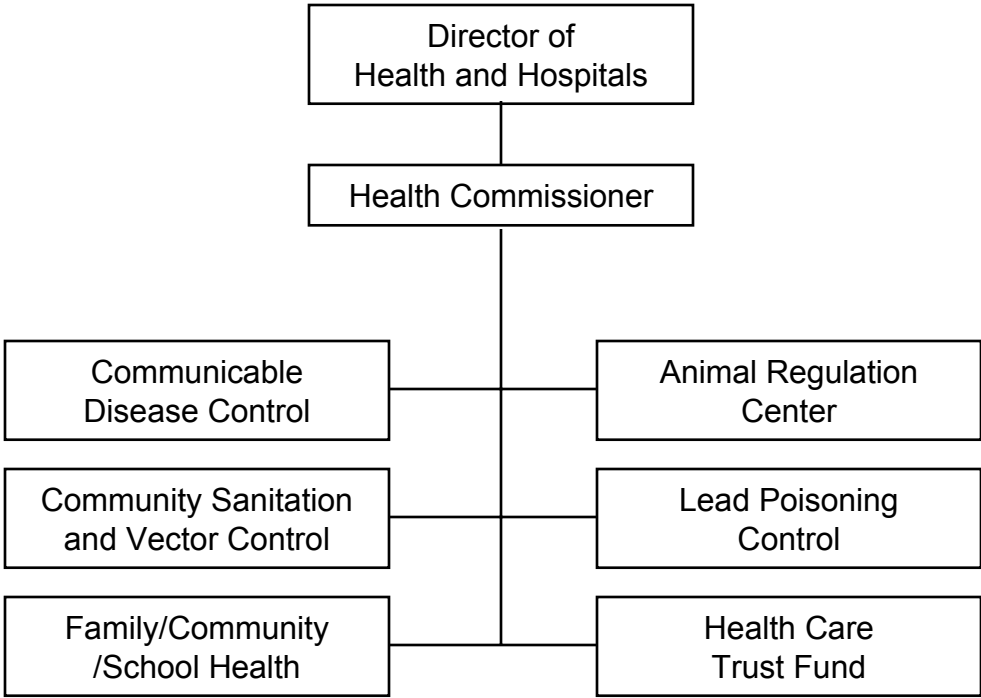 Director of
Health and Hospitals
Health Commissioner
Communicable
Disease Control
Animal Regulation
Center
Community Sanitation
and Vector Control
Lead Poisoning
Control
Family/Community
/School Health
Health Care
Trust Fund